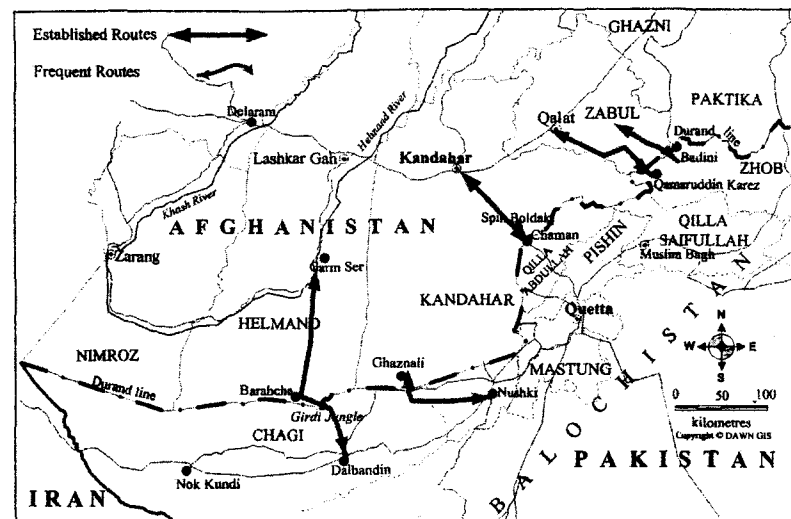 Established Routes
Frequent Routes
GHAZNI
Delaram
Helmand River
Qalat
ZABUL
PAKTIKA
Durand line
Badini
Lashkar Gah
Kandahar
ZHOB
Qamaruddin Karez
Khash River
AFGHANISTAN
Spin Boldak
Chaman
QILLA SAIFULLAH
Zarang
Garm Ser
QILLA ABDULLAH
PISHIN
Muslim Bagh
KANDAHAR
HELMAND
Quetta
N
W E
S
NIMROZ
Ghaznali
MASTUNG
Durand line
Barabcha
Nushki
Girdi Jungle
0 50 100
kilometres
Copyright © DAWN GIS
CHAGI
BALOCHISTAN
Dalbandin
PAKISTAN
Nok Kundi
IRAN